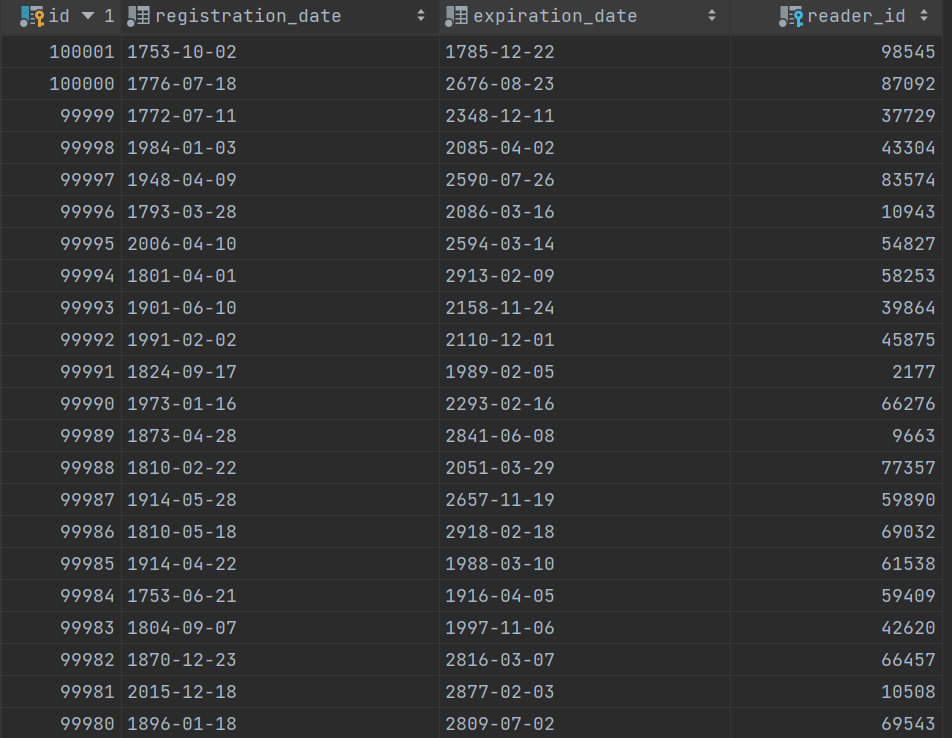 id 1 registration_date expiration_date reader_id
100001 1753-10-02 1785-12-22 98545
100000 1776-07-18 2676-08-23 87092
99999 1772-07-11 2348-12-11 37729
99998 1984-01-03 2085-04-02 43304
99997 1948-04-09 2590-07-26 83574
99996 1793-03-28 2086-03-16 10943
99995 2006-04-10 2594-03-14 54827
99994 1801-04-01 2913-02-09 58253
99993 1901-06-10 2158-11-24 39864
99992 1991-02-02 2110-12-01 45875
99991 1824-09-17 1989-02-05 2177
99990 1973-01-16 2293-02-16 66276
99989 1873-04-28 2841-06-08 9663
99988 1810-02-22 2051-03-29 77357
99987 1914-05-28 2657-11-19 59890
99986 1810-05-18 2918-02-18 69032
99985 1914-04-22 1988-03-10 61538
99984 1753-06-21 1916-04-05 59409
99983 1804-09-07 1997-11-06 42620
99982 1870-12-23 2816-03-07 66457
99981 2015-12-18 2877-02-03 10508
99980 1896-01-18 2809-07-02 69543